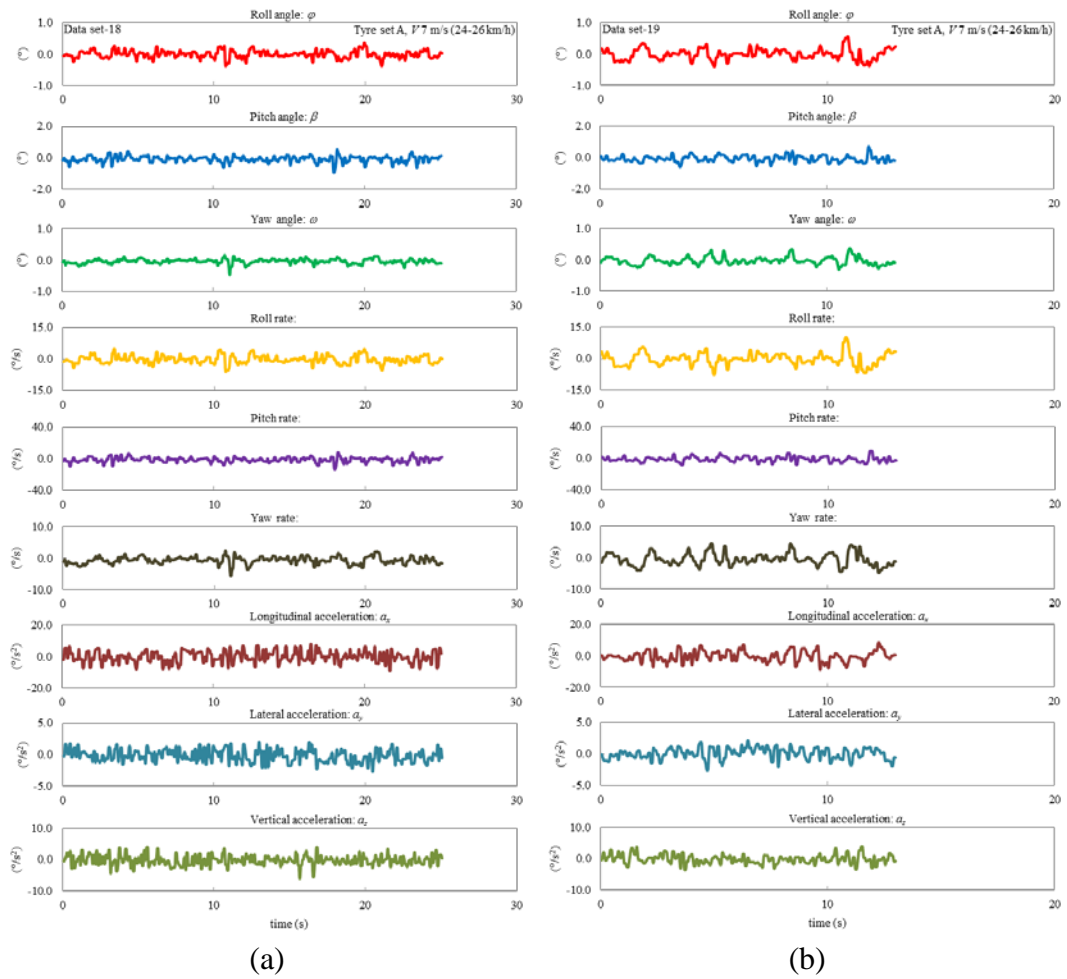 Roll angle: φ
Data set-18 Tyre set A, V 7 m/s (24-26 km/h)
1.0
0.0
-1.0
(°)
0 10 20 30
Pitch angle: β
2.0
0.0
-2.0
(°)
0 10 20 30
Yaw angle: ω
1.0
0.0
-1.0
(°)
0 10 20 30
Roll rate:
15.0
0.0
-15.0
(°/s)
0 10 20 30
Pitch rate:
40.0
0.0
-40.0
(°/s)
0 10 20 30
Yaw rate:
10.0
0.0
-10.0
(°/s)
0 10 20 30
Longitudinal acceleration: ax
20.0
0.0
-20.0
(°/s²)
0 10 20 30
Lateral acceleration: ay
5.0
0.0
-5.0
(°/s²)
0 10 20 30
Vertical acceleration: az
10.0
0.0
-10.0
(°/s²)
0 10 20 30
time (s)
(a)
Roll angle: φ
Data set-19 Tyre set A, V 7 m/s (24-26 km/h)
1.0
0.0
-1.0
(°)
0 10 20
Pitch angle: β
2.0
0.0
-2.0
(°)
0 10 20
Yaw angle: ω
1.0
0.0
-1.0
(°)
0 10 20
Roll rate:
15.0
0.0
-15.0
(°/s)
0 10 20
Pitch rate:
40.0
0.0
-40.0
(°/s)
0 10 20
Yaw rate:
10.0
0.0
-10.0
(°/s)
0 10 20
Longitudinal acceleration: ax
20.0
0.0
-20.0
(°/s²)
0 10 20
Lateral acceleration: ay
5.0
0.0
-5.0
(°/s²)
0 10 20
Vertical acceleration: az
10.0
0.0
-10.0
(°/s²)
0 10 20
time (s)
(b)